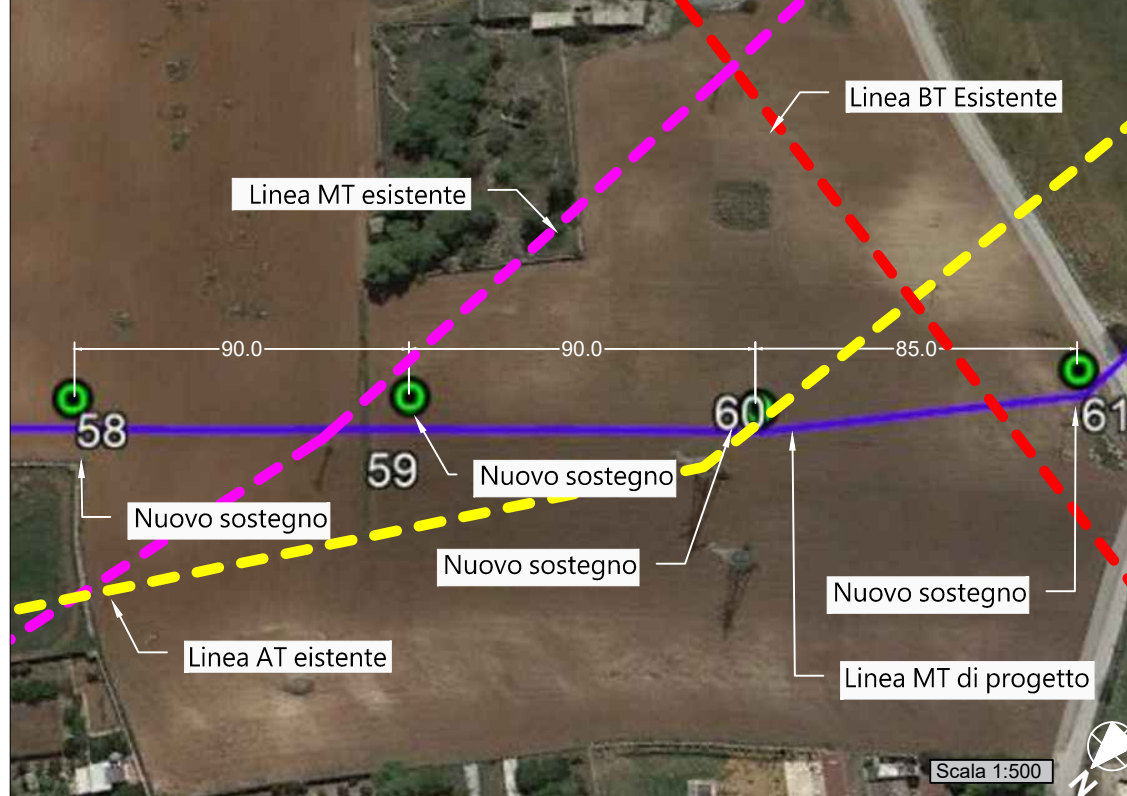 Linea BT Esistente
Linea MT esistente
90.0
90.0
85.0
58
59
60
61
Nuovo sostegno
Nuovo sostegno
Nuovo sostegno
Nuovo sostegno
Linea AT eistente
Linea MT di progetto
Scala 1:500
N